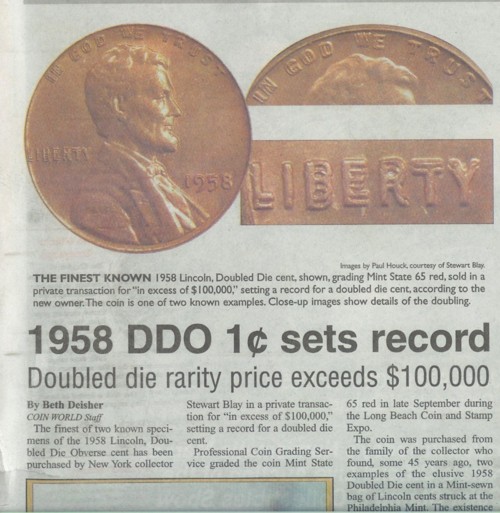 IN GOD WE TRUST
LIBERTY
1958
IN GOD WE TRUST
LIBERTY
Images by Paul Houck, courtesy of Stewart Blay.
THE FINEST KNOWN 1958 Lincoln, Doubled Die cent, shown, grading Mint State 65 red, sold in a
private transaction for "in excess of $100,000," setting a record for a doubled die cent, according to the
new owner. The coin is one of two known examples. Close-up images show details of the doubling.
1958 DDO 1¢ sets record
Doubled die rarity price exceeds $100,000
By Beth Deisher
COIN WORLD Staff
The finest of two known speci-
mens of the 1958 Lincoln, Dou-
bled Die Obverse cent has been
purchased by New York collector
Stewart Blay in a private transac-
tion for "in excess of $100,000,"
setting a record for a doubled die
cent.
Professional Coin Grading Ser-
vice graded the coin Mint State
65 red in late September during
the Long Beach Coin and Stamp
Expo.
The coin was purchased from
the family of the collector who
found, some 45 years ago, two
examples of the elusive 1958
Doubled Die cent in a Mint-sewn
bag of Lincoln cents struck at the
Philadelphia Mint. The existence